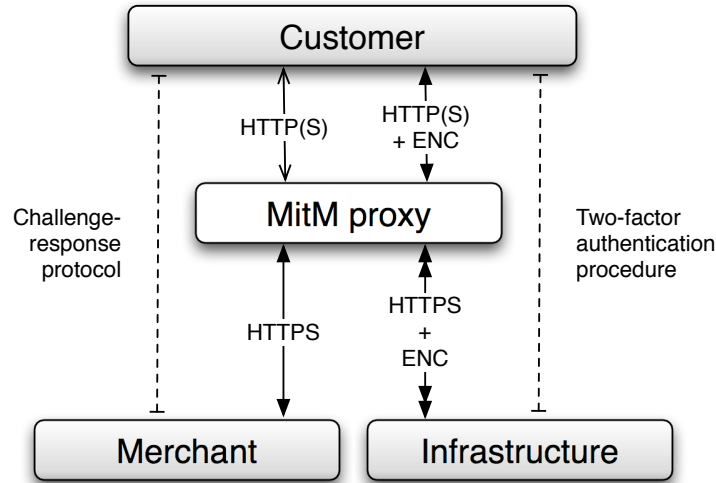 Customer
HTTP(S)
HTTP(S)
+ ENC
MitM proxy
Challenge-
response
protocol
Two-factor
authentication
procedure
HTTPS
HTTPS
+
ENC
Merchant
Infrastructure